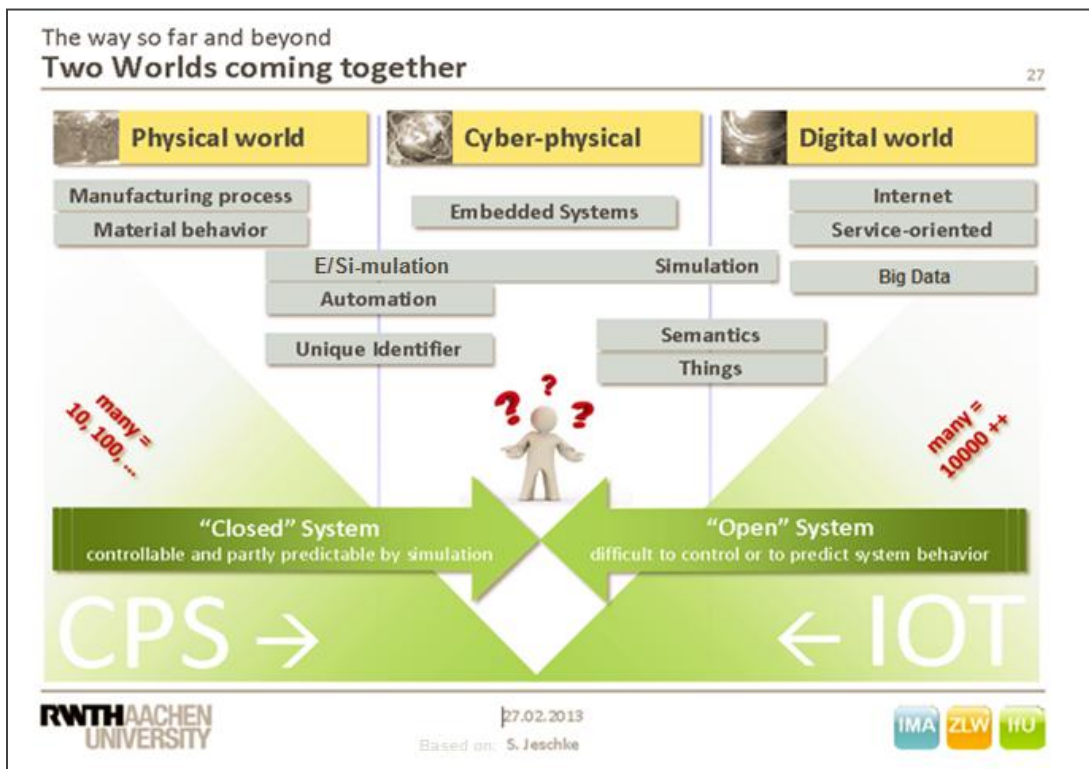 The way so far and beyond
Two Worlds coming together
27
Physical world
Cyber-physical
Digital world
Manufacturing process
Material behavior
Embedded Systems
Internet
Service-oriented
E/Si-mulation
Simulation
Big Data
Automation
Unique Identifier
Semantics
Things
? ? ?
many =
10, 100, ...
many =
10000 ++
"Closed" System
controllable and partly predictable by simulation
"Open" System
difficult to control or to predict system behavior
CPS →
← IOT
RWTHAACHEN
UNIVERSITY
27.02.2013
Based on: S. Jeschke
IMA
ZLW
IfU